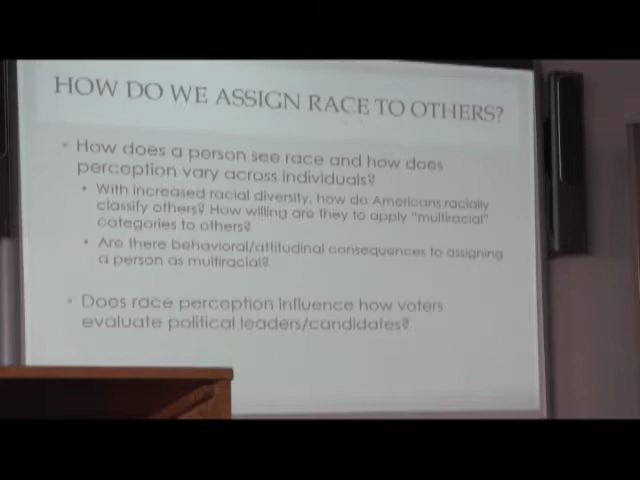 HOW DO WE ASSIGN RACE TO OTHERS?
• How does a person see race and how does
perception vary across individuals?
• With increased racial diversity, how do Americans racially
classify others? How willing are they to apply "multiracial"
categories to others?
• Are there behavioral/attitudinal consequences to assigning
a person as multiracial?
• Does race perception influence how voters
evaluate political leaders/candidates?